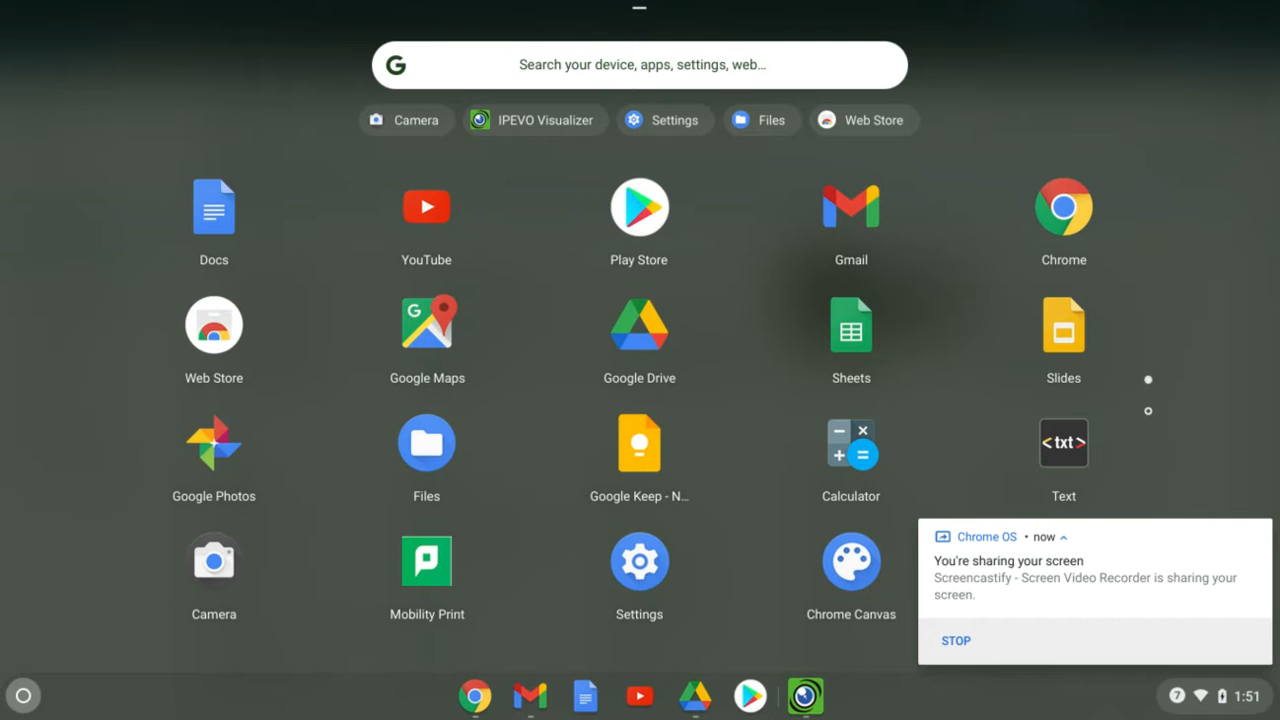 Search your device, apps, settings, web...
Camera
IPEVO Visualizer
Settings
Files
Web Store
Docs
YouTube
Play Store
Gmail
Chrome
Web Store
Google Maps
Google Drive
Sheets
Slides
Google Photos
Files
Google Keep - N...
Calculator
<txt>
Text
Camera
Mobility Print
Settings
Chrome Canvas
Chrome OS • now
You're sharing your screen
Screencastify - Screen Video Recorder is sharing your
screen.
STOP
7
1:51